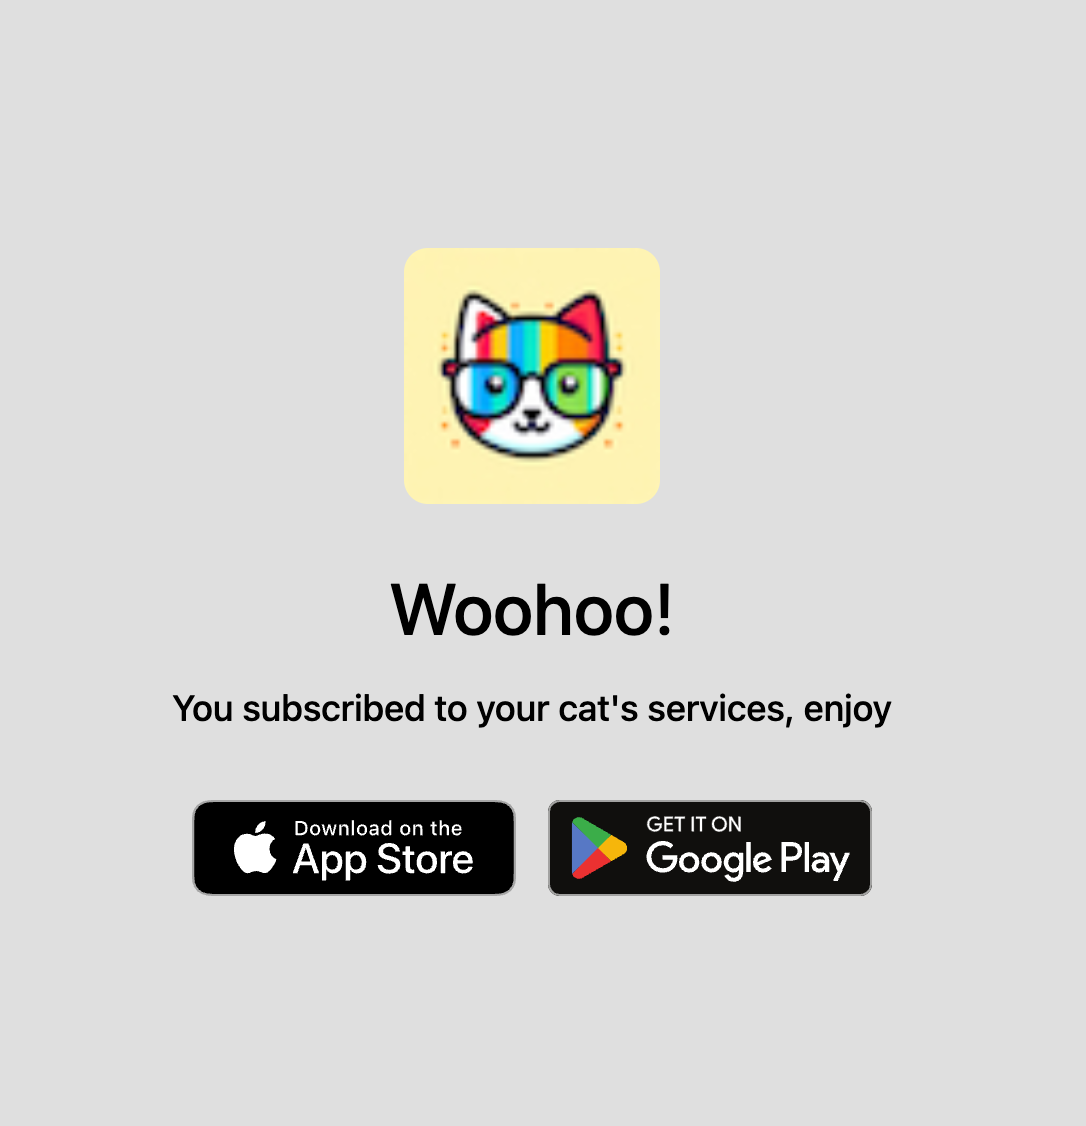 Woohoo!
You subscribed to your cat's services, enjoy
Download on the
App Store
GET IT ON
Google Play